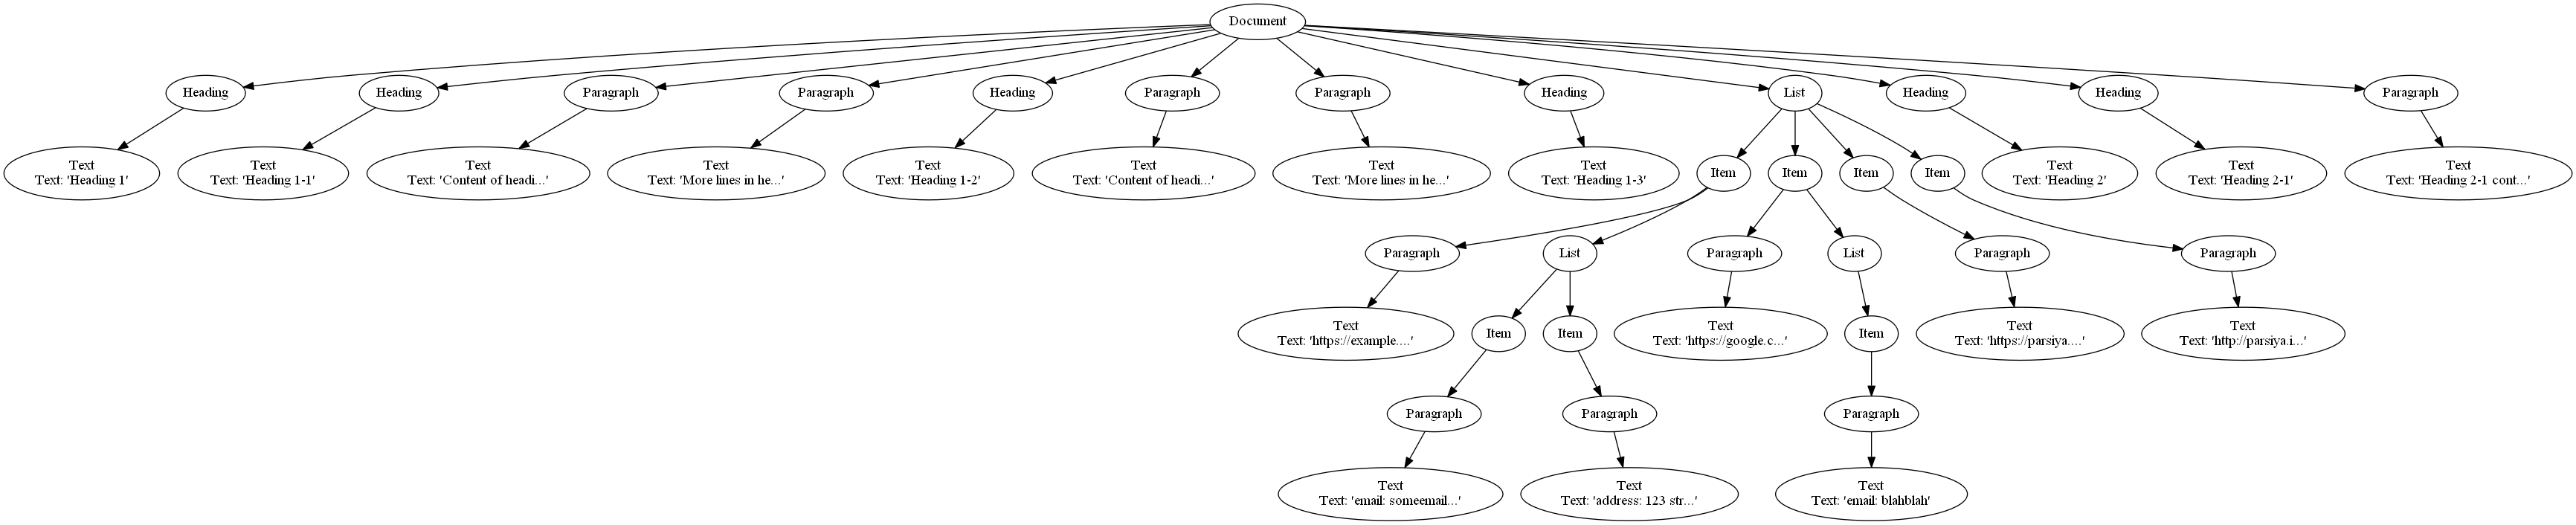 Document
Heading
Heading
Paragraph
Paragraph
Heading
Paragraph
Paragraph
Heading
List
Heading
Heading
Paragraph
Text
Text: 'Heading 1'
Text
Text: 'Heading 1-1'
Text
Text: 'Content of headi...'
Text
Text: 'More lines in he...'
Text
Text: 'Heading 1-2'
Text
Text: 'Content of headi...'
Text
Text: 'More lines in he...'
Text
Text: 'Heading 1-3'
Item
Item
Item
Item
Text
Text: 'Heading 2'
Text
Text: 'Heading 2-1'
Text
Text: 'Heading 2-1 cont...'
Paragraph
List
Paragraph
List
Paragraph
Paragraph
Text
Text: 'https://example....'
Item
Item
Text
Text: 'https://google.c...'
Item
Text
Text: 'https://parsiya....'
Text
Text: 'http://parsiya.i...'
Paragraph
Paragraph
Paragraph
Text
Text: 'email: someemail...'
Text
Text: 'address: 123 str...'
Text
Text: 'email: blahblah'